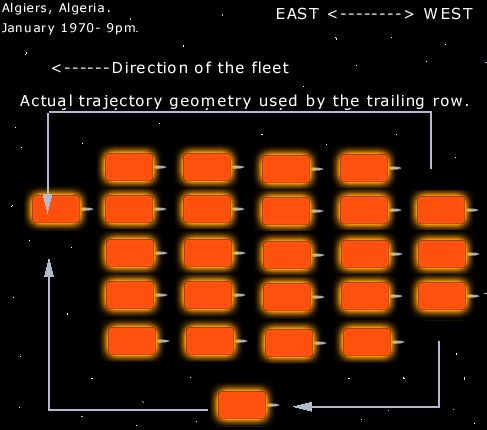 Algiers, Algeria.
January 1970- 9pm.
EAST <--------> WEST
<------Direction of the fleet
Actual trajectory geometry used by the trailing row.